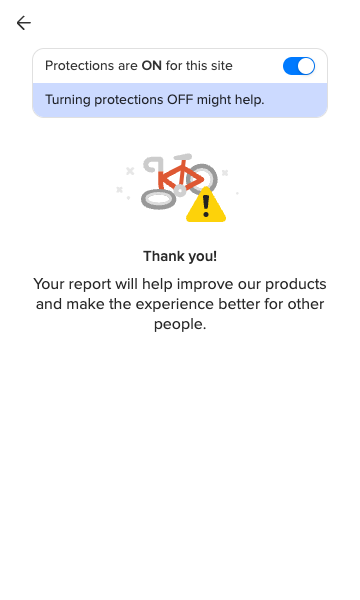 Protections are ON for this site
Turning protections OFF might help.
Thank you!
Your report will help improve our products
and make the experience better for other
people.